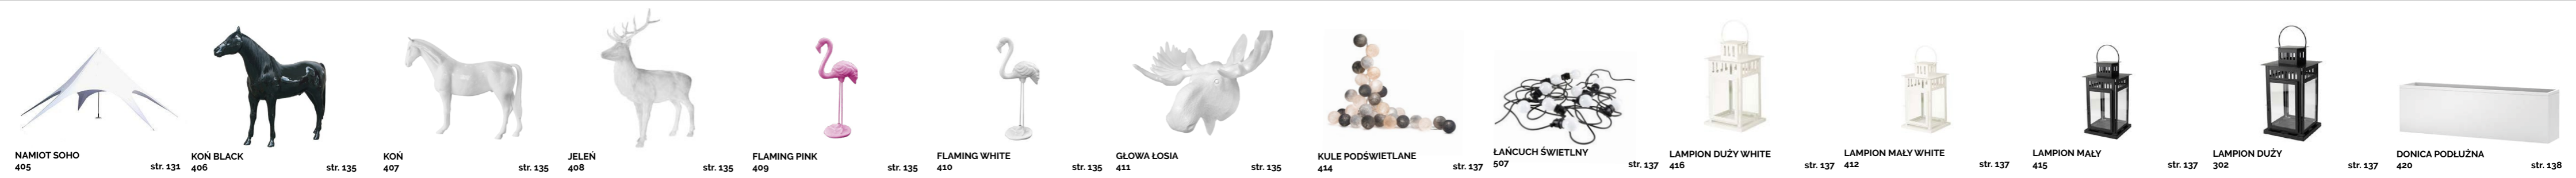 NAMIOT SOHO
405
str. 131
KOŃ BLACK
406
str. 135
KOŃ
407
str. 135
JELEŃ
408
str. 135
FLAMING PINK
409
str. 135
FLAMING WHITE
410
str. 135
GŁOWA ŁOSIA
411
str. 135
KULE PODŚWIETLANE
414
str. 137
ŁAŃCUCH ŚWIETLNY
507
str. 137
LAMPION DUŻY WHITE
416
str. 137
LAMPION MAŁY WHITE
412
str. 137
LAMPION MAŁY
415
str. 137
LAMPION DUŻY
302
str. 137
DONICA PODŁUŻNA
420
str. 138